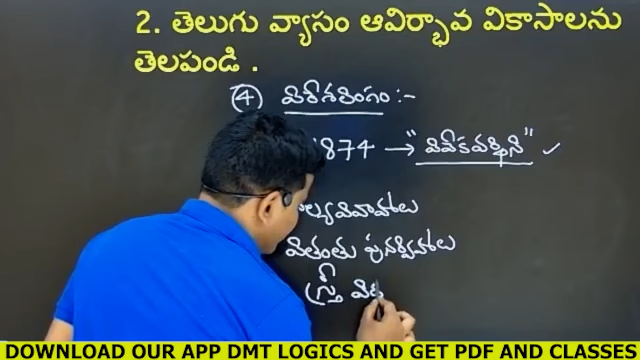 2. తెలుగు వ్యాసం ఆవిర్భావ వికాసాలను
తెలపండి .
④ వీరేశలింగం :-
1874 → "వివేకవర్ధిని" ✓
బాల్యవివాహాలు
వితంతు పునర్వివాహాలు
స్త్రీ
DOWNLOAD OUR APP DMT LOGICS AND GET PDF AND CLASSES